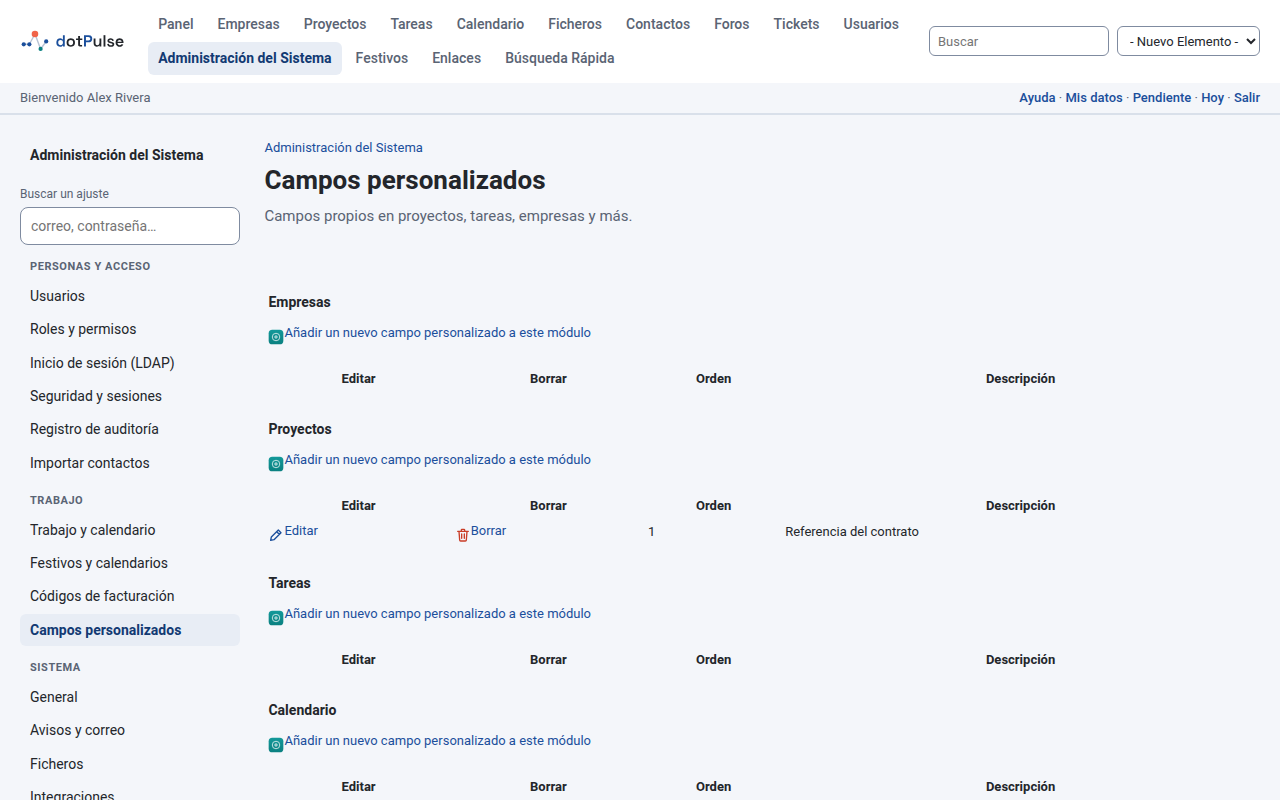 dotPulse
Panel Empresas Proyectos Tareas Calendario Ficheros Contactos Foros Tickets Usuarios
Administración del Sistema Festivos Enlaces Búsqueda Rápida
Buscar
- Nuevo Elemento -
Bienvenido Alex Rivera
Ayuda · Mis datos · Pendiente · Hoy · Salir
Administración del Sistema
Buscar un ajuste
correo, contraseña...
PERSONAS Y ACCESO
Usuarios
Roles y permisos
Inicio de sesión (LDAP)
Seguridad y sesiones
Registro de auditoría
Importar contactos
TRABAJO
Trabajo y calendario
Festivos y calendarios
Códigos de facturación
Campos personalizados
SISTEMA
General
Avisos y correo
Ficheros
Integraciones
Administración del Sistema
Campos personalizados
Campos propios en proyectos, tareas, empresas y más.
Empresas
Añadir un nuevo campo personalizado a este módulo
Editar Borrar Orden Descripción
Proyectos
Añadir un nuevo campo personalizado a este módulo
Editar Borrar Orden Descripción
Editar Borrar 1 Referencia del contrato
Tareas
Añadir un nuevo campo personalizado a este módulo
Editar Borrar Orden Descripción
Calendario
Añadir un nuevo campo personalizado a este módulo
Editar Borrar Orden Descripción